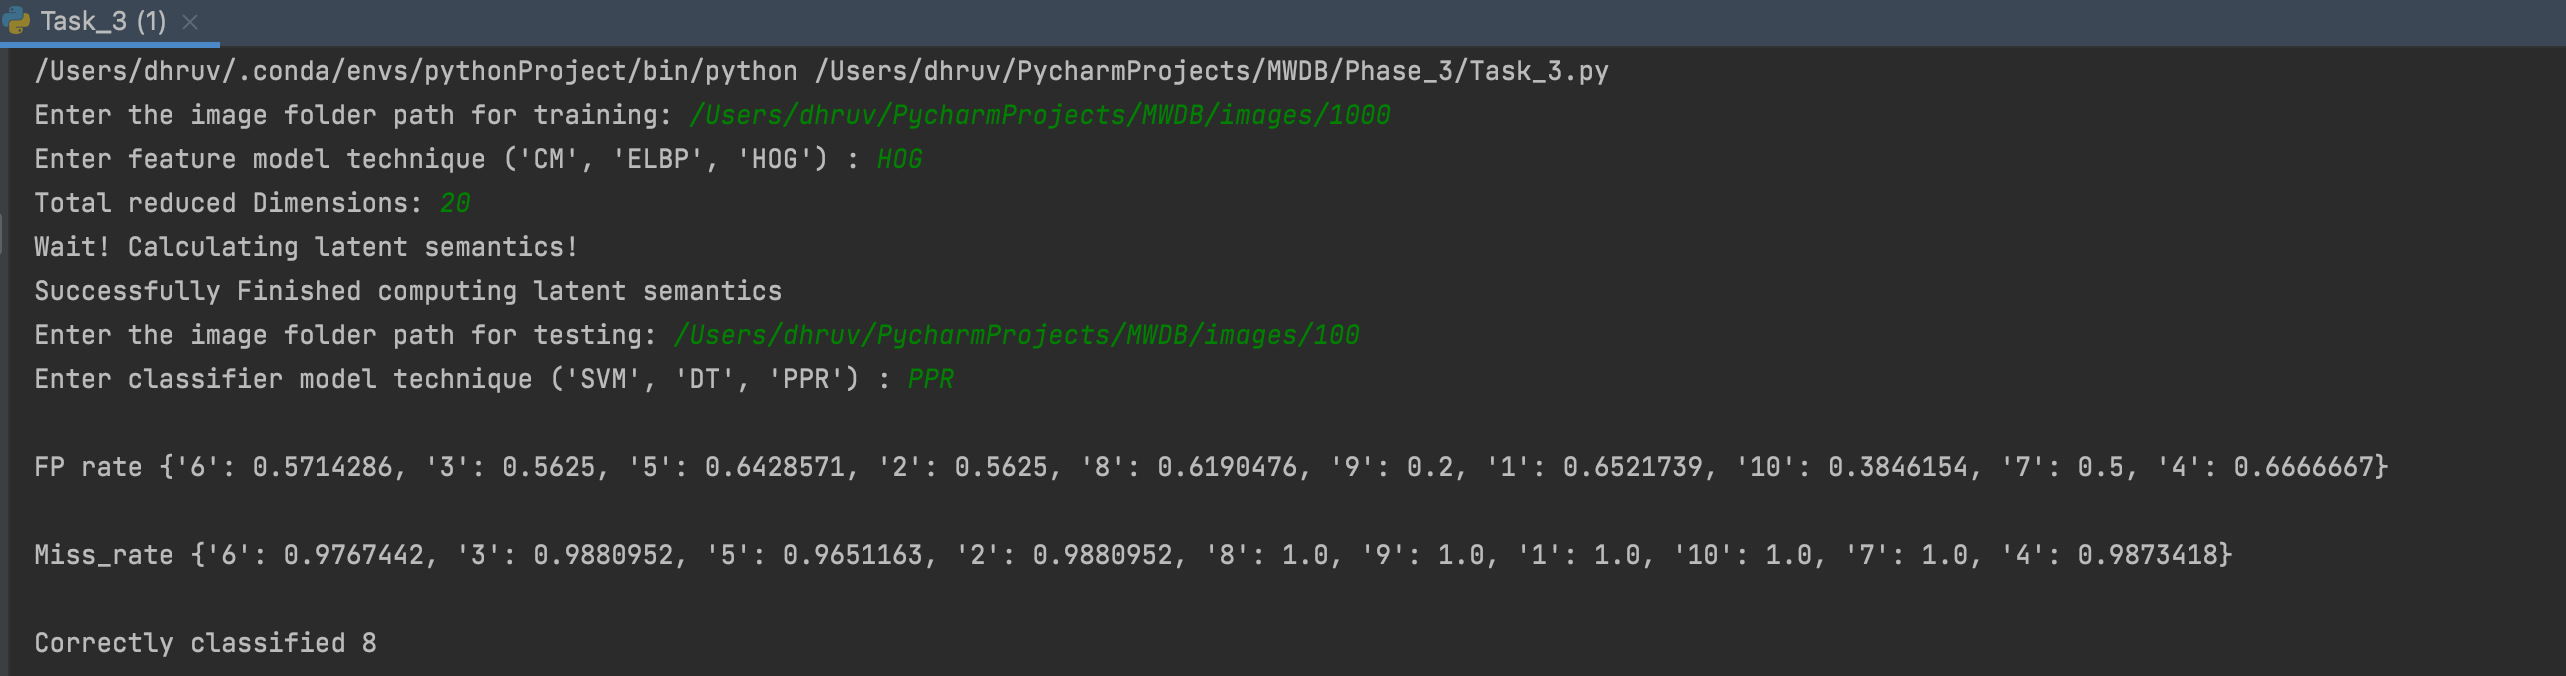 Task_3 (1)
/Users/dhruv/.conda/envs/pythonProject/bin/python /Users/dhruv/PycharmProjects/MWDB/Phase_3/Task_3.py
Enter the image folder path for training: /Users/dhruv/PycharmProjects/MWDB/images/1000
Enter feature model technique ('CM', 'ELBP', 'HOG') : HOG
Total reduced Dimensions: 20
Wait! Calculating latent semantics!
Successfully Finished computing latent semantics
Enter the image folder path for testing: /Users/dhruv/PycharmProjects/MWDB/images/100
Enter classifier model technique ('SVM', 'DT', 'PPR') : PPR
FP rate {'6': 0.5714286, '3': 0.5625, '5': 0.6428571, '2': 0.5625, '8': 0.6190476, '9': 0.2, '1': 0.6521739, '10': 0.3846154, '7': 0.5, '4': 0.6666667}
Miss_rate {'6': 0.9767442, '3': 0.9880952, '5': 0.9651163, '2': 0.9880952, '8': 1.0, '9': 1.0, '1': 1.0, '10': 1.0, '7': 1.0, '4': 0.9873418}
Correctly classified 8